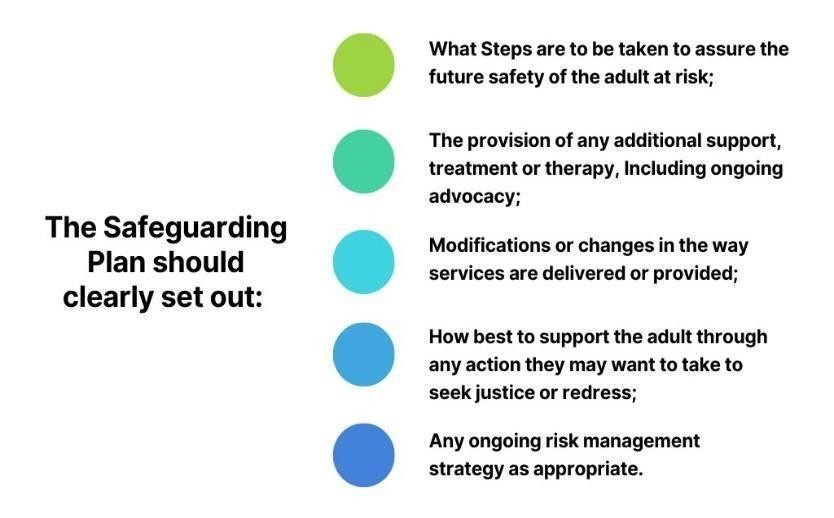 The Safeguarding
Plan should
clearly set out:
What Steps are to be taken to assure the
future safety of the adult at risk;
The provision of any additional support,
treatment or therapy, Including ongoing
advocacy;
Modifications or changes in the way
services are delivered or provided;
How best to support the adult through
any action they may want to take to
seek justice or redress;
Any ongoing risk management
strategy as appropriate.